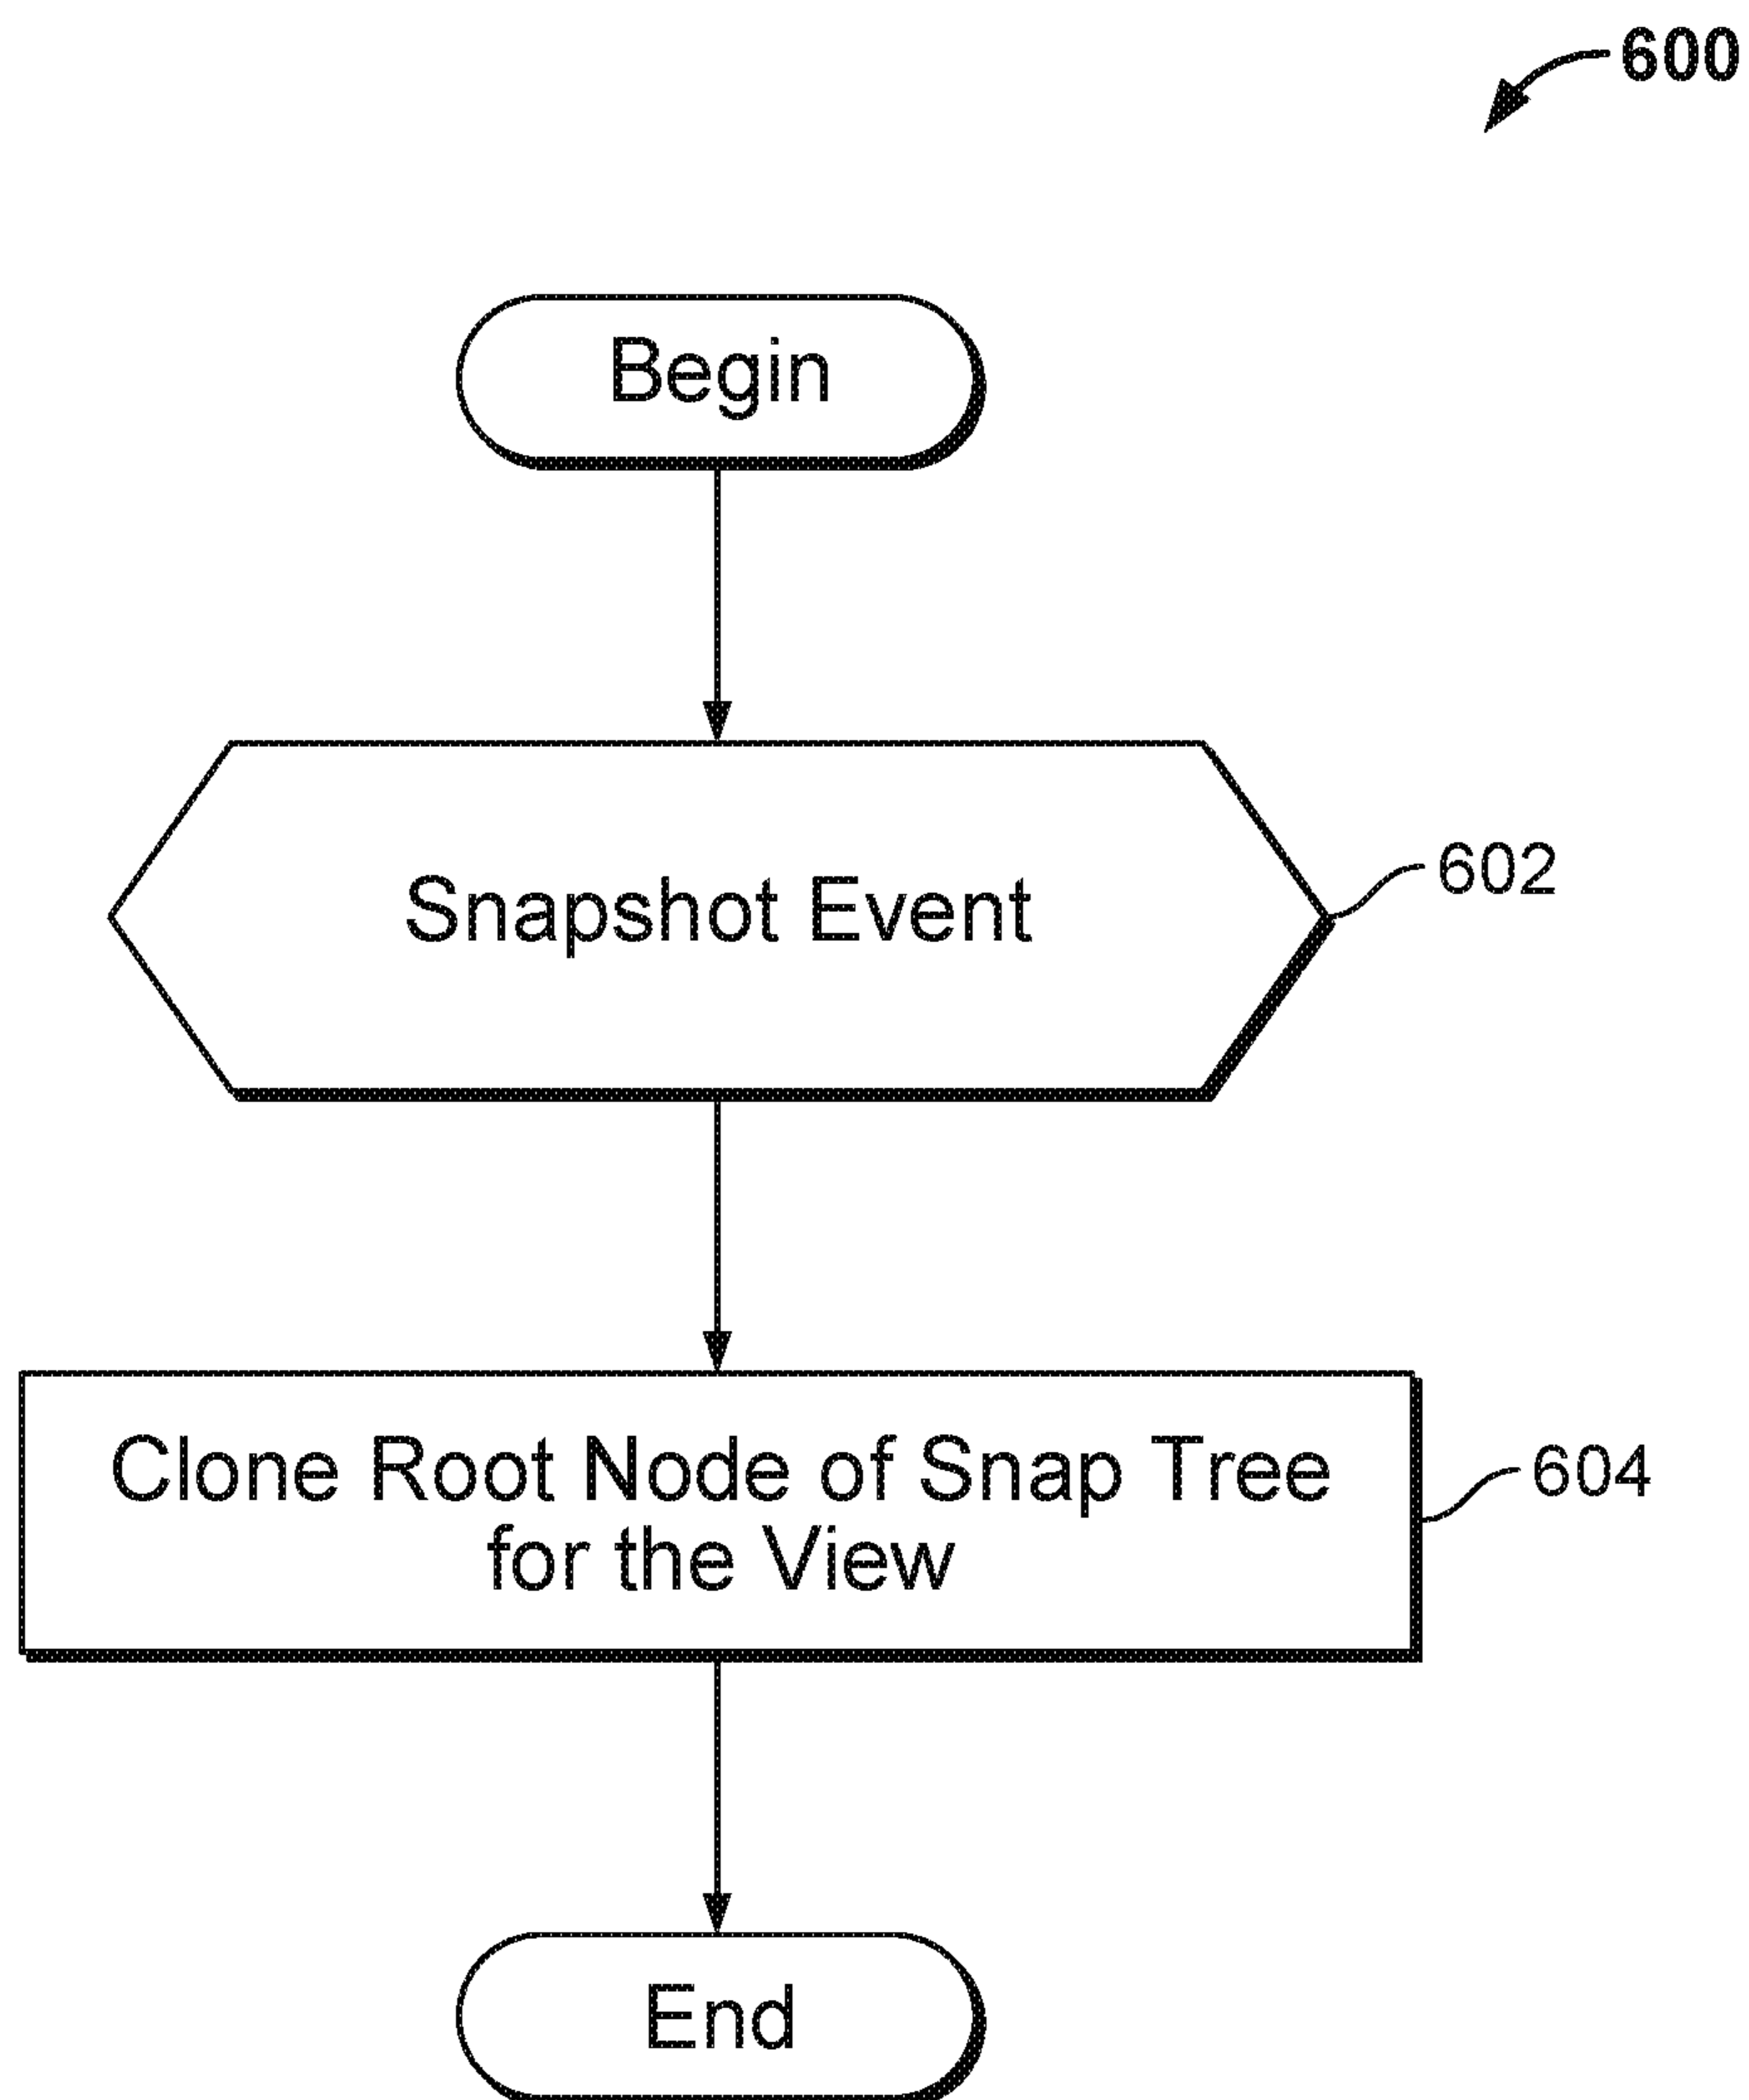 600
Begin
Snapshot Event
602
Clone Root Node of Snap Tree
for the View
604
End